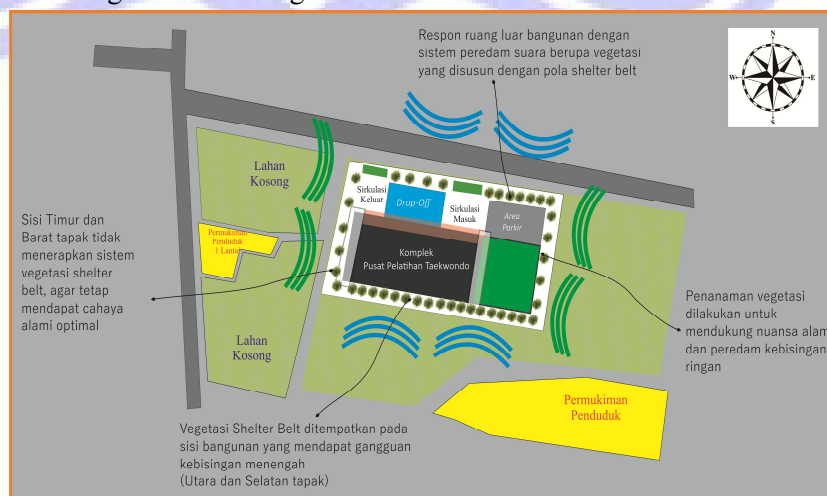 Respon ruang luar bangunan dengan
sistem peredam suara berupa vegetasi
yang disusun dengan pola shelter belt
N
W
E
S
Lahan
Kosong
Sirkulasi
Keluar
Drop-Off
Sirkulasi
Masuk
Area
Parkir
Sisi Timur dan
Barat tapak tidak
menerapkan sistem
vegetasi shelter
belt, agar tetap
mendapat cahaya
alami optimal
Permukiman
Penduduk
1 Lantai
Komplek
Pusat Pelatihan Taekwondo
Penanaman vegetasi
dilakukan untuk
mendukung nuansa alam
dan peredam kebisingan
ringan
Lahan
Kosong
Permukiman
Penduduk
Vegetasi Shelter Belt ditempatkan pada
sisi bangunan yang mendapat gangguan
kebisingan menengah
(Utara dan Selatan tapak)